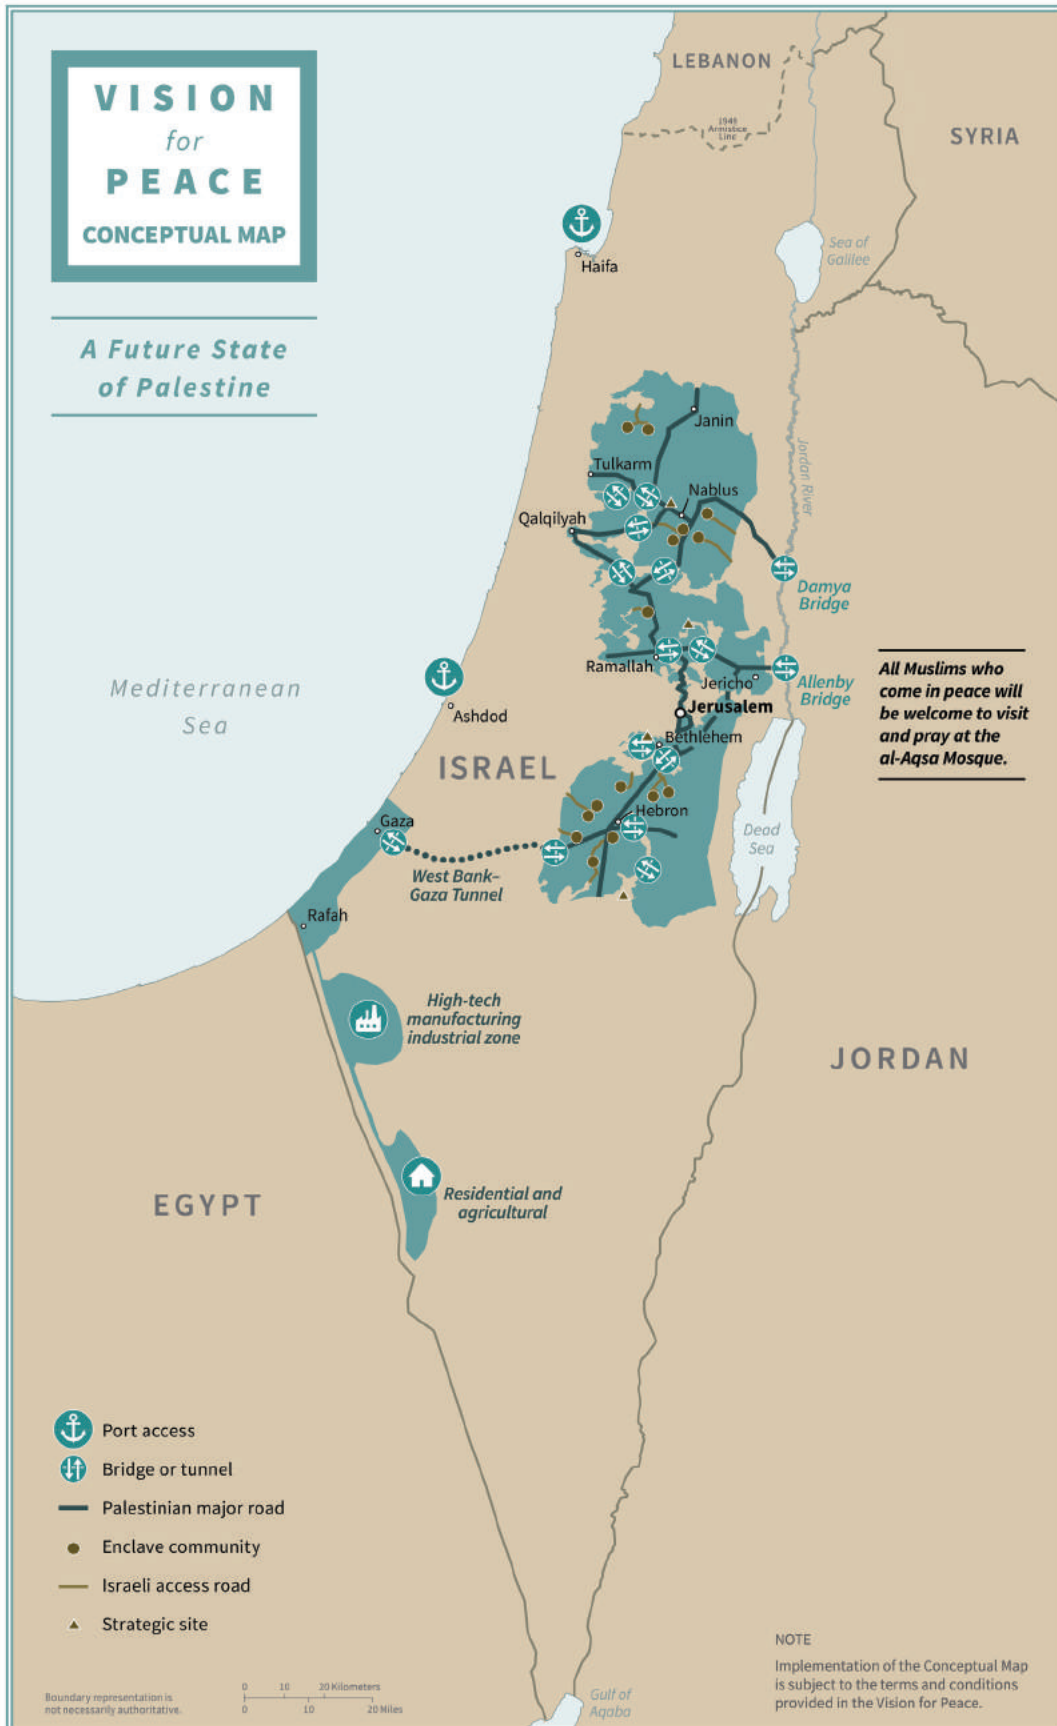 VISION
for
PEACE
CONCEPTUAL MAP
A Future State
of Palestine
LEBANON
1949
Armistice
Line
SYRIA
Haifa
Sea of
Galilee
Janin
Tulkarm
Nablus
Qalqilyah
Jordan River
Damya
Bridge
Ramallah
Jericho
Allenby
Bridge
All Muslims who
come in peace will
be welcome to visit
and pray at the
al-Aqsa Mosque.
Mediterranean
Sea
Ashdod
Jerusalem
Bethlehem
ISRAEL
Hebron
Gaza
Dead
Sea
West Bank–
Gaza Tunnel
Rafah
High-tech
manufacturing
industrial zone
JORDAN
EGYPT
Residential and
agricultural
Port access
Bridge or tunnel
Palestinian major road
Enclave community
Israeli access road
Strategic site
Boundary representation is
not necessarily authoritative.
0 10 20 Kilometers
0 10 20 Miles
Gulf of
Aqaba
NOTE
Implementation of the Conceptual Map
is subject to the terms and conditions
provided in the Vision for Peace.